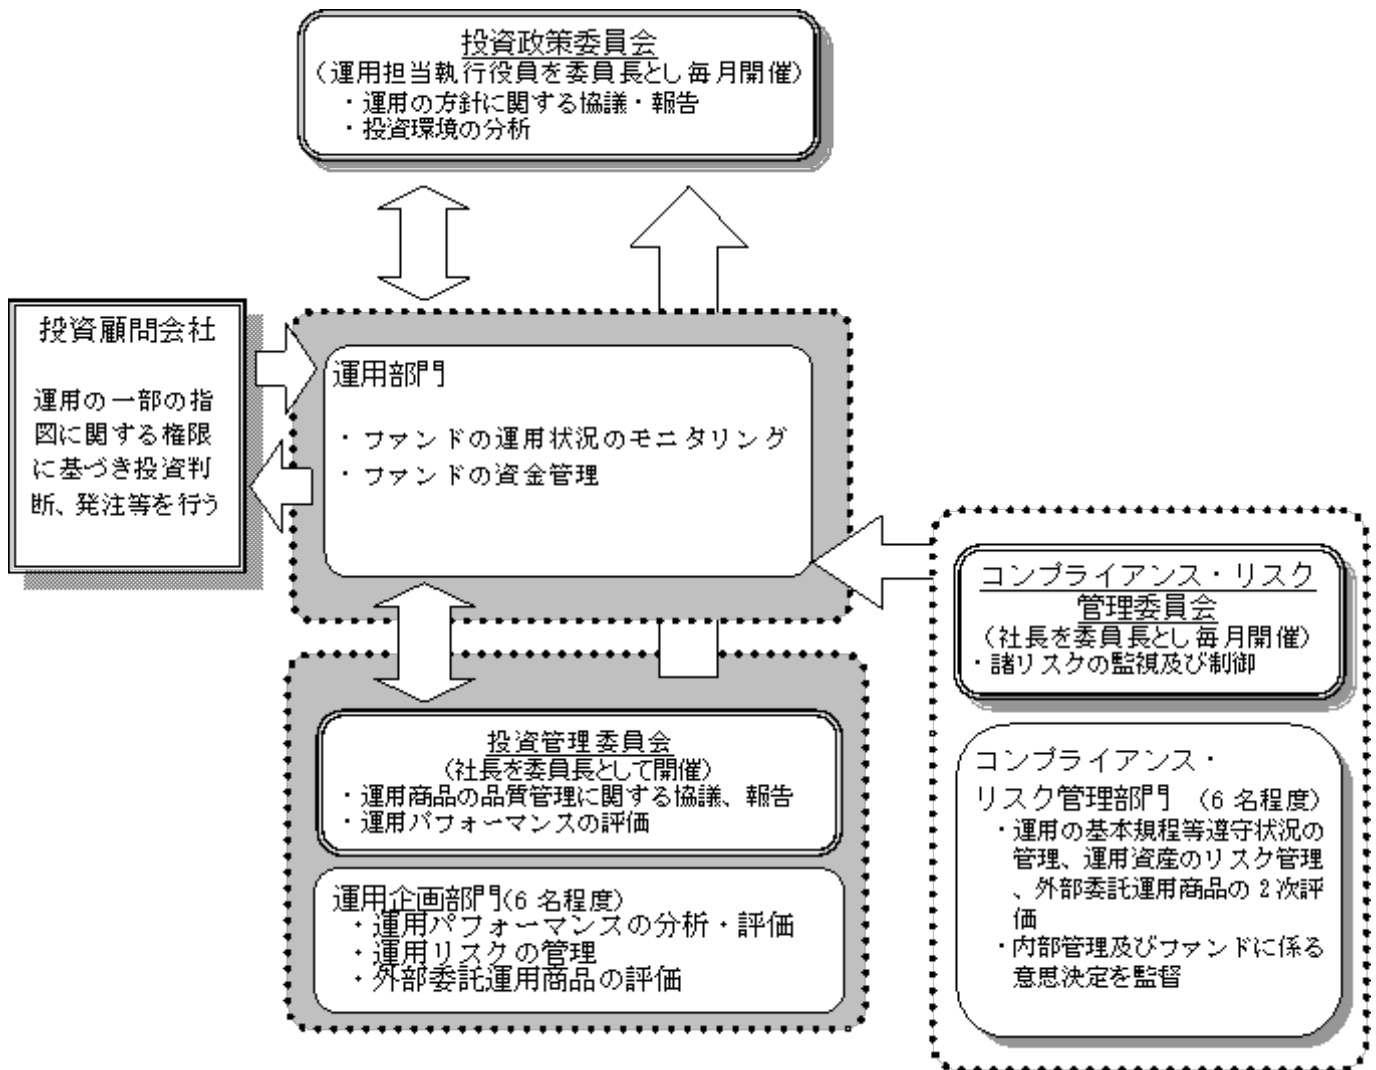 投資政策委員会
（運用担当執行役員を委員長とし毎月開催）
・運用の方針に関する協議・報告
・投資環境の分析
投資顧問会社
運用の一部の指
図に関する権限
に基づき投資判
断、発注等を行う
運用部門
・ファンドの運用状況のモニタリング
・ファンドの資金管理
コンプライアンス・リスク
管理委員会
（社長を委員長とし毎月開催）
・諸リスクの監視及び制御
投資管理委員会
（社長を委員長として開催）
・運用商品の品質管理に関する協議、報告
・運用パフォーマンスの評価
運用企画部門（6名程度）
・運用パフォーマンスの分析・評価
・運用リスクの管理
・外部委託運用商品の評価
コンプライアンス・
リスク管理部門（6名程度）
・運用の基本規程等遵守状況の
管理、運用資産のリスク管理
、外部委託運用商品の2次評
価
・内部管理及びファンドに係る
意思決定を監督